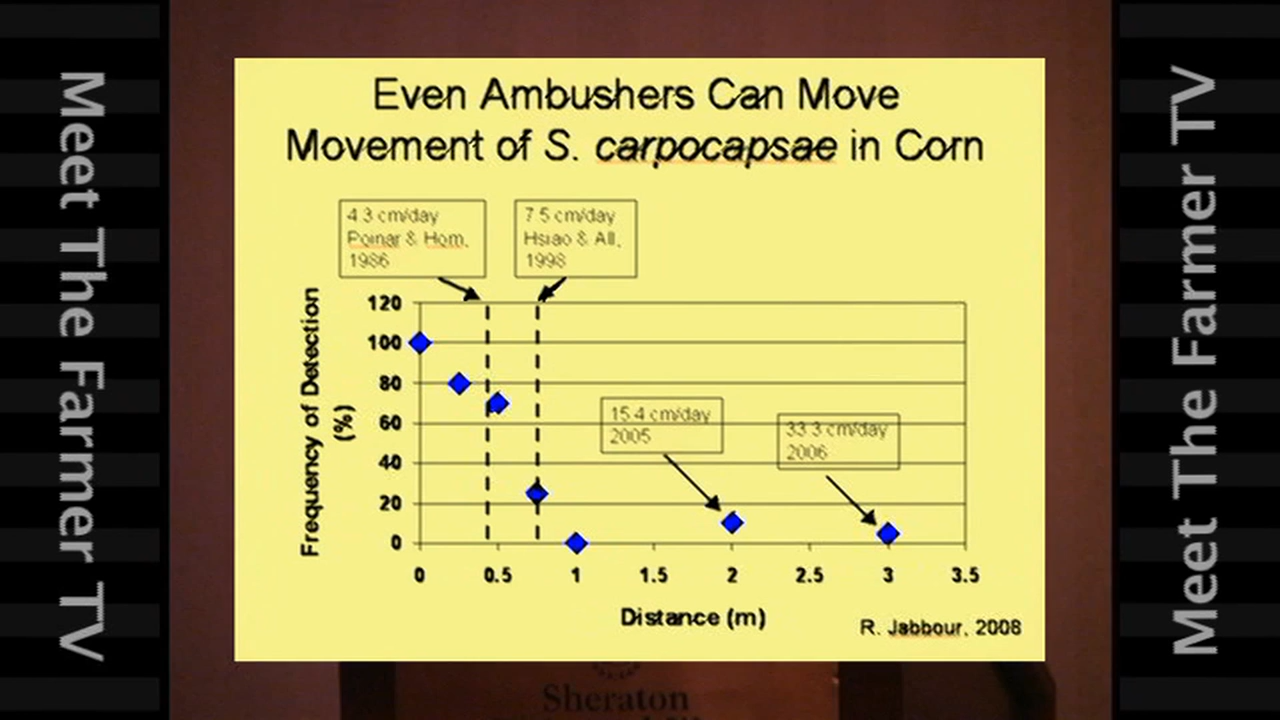 Meet The Farmer TV
Even Ambushers Can Move
Movement of S. carpocapsae in Corn
4.3 cm/day
Poinar & Hom,
1986
7.5 cm/day
Hsiao & All,
1998
15.4 cm/day
2005
33.3 cm/day
2006
Frequency of Detection
(%)
120
100
80
60
40
20
0
0 0.5 1 1.5 2 2.5 3 3.5
Distance (m)
R. Jabbour, 2008
Sheraton
Meet The Farmer TV